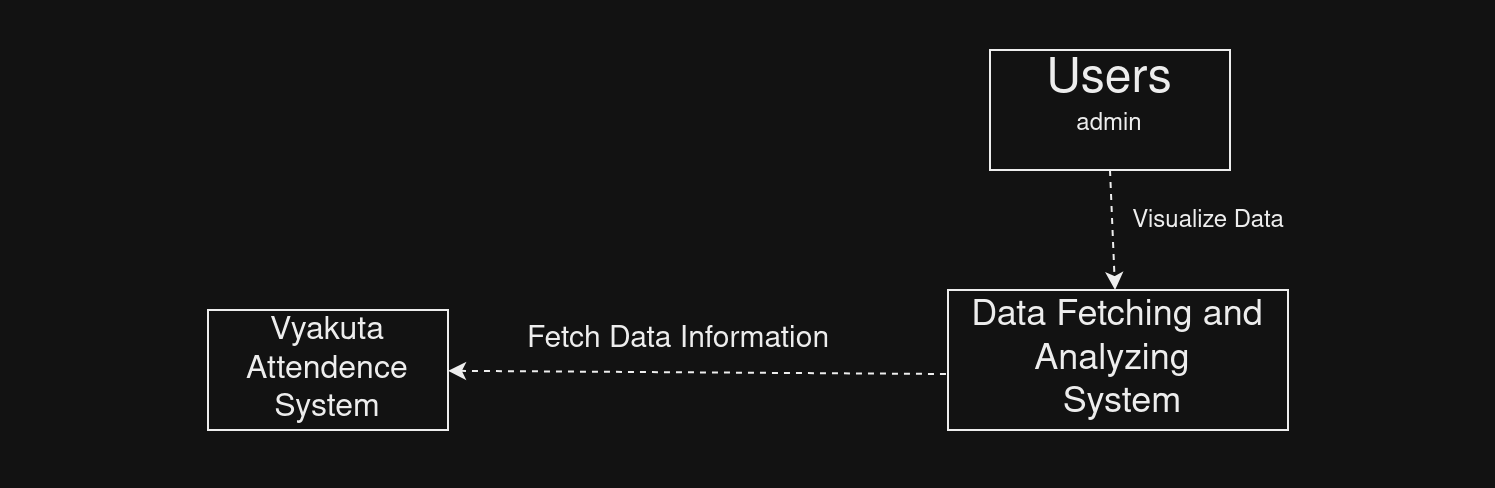 Users
admin
Visualize Data
Vyakuta
Attendence
System
Fetch Data Information
Data Fetching and
Analyzing
System